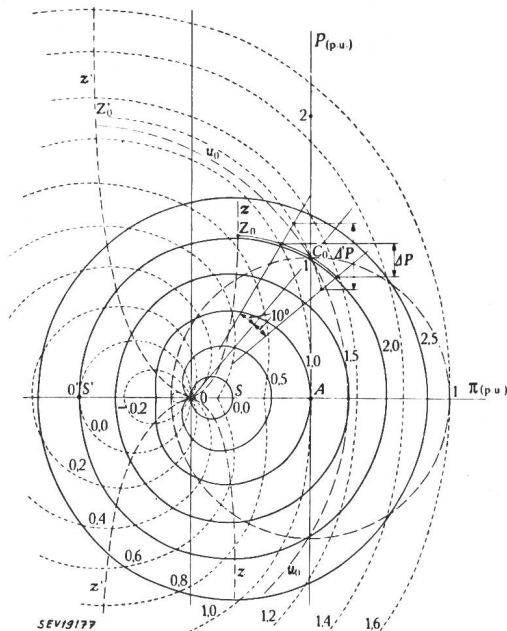 P(p.u.)
z'
Z'₀
2
u₀
z
Z₀
C₀
1
Δ'P
ΔP
10°
0'S'
-0,2
0
S
0,0
0,5
1,0
A
1,5
2,0
2,5
1
π(p.u.)
0,0
0,2
0,4
0,6
z
0,8
z
u₀
1,0
1,2
1,4
1,6
SEV19177